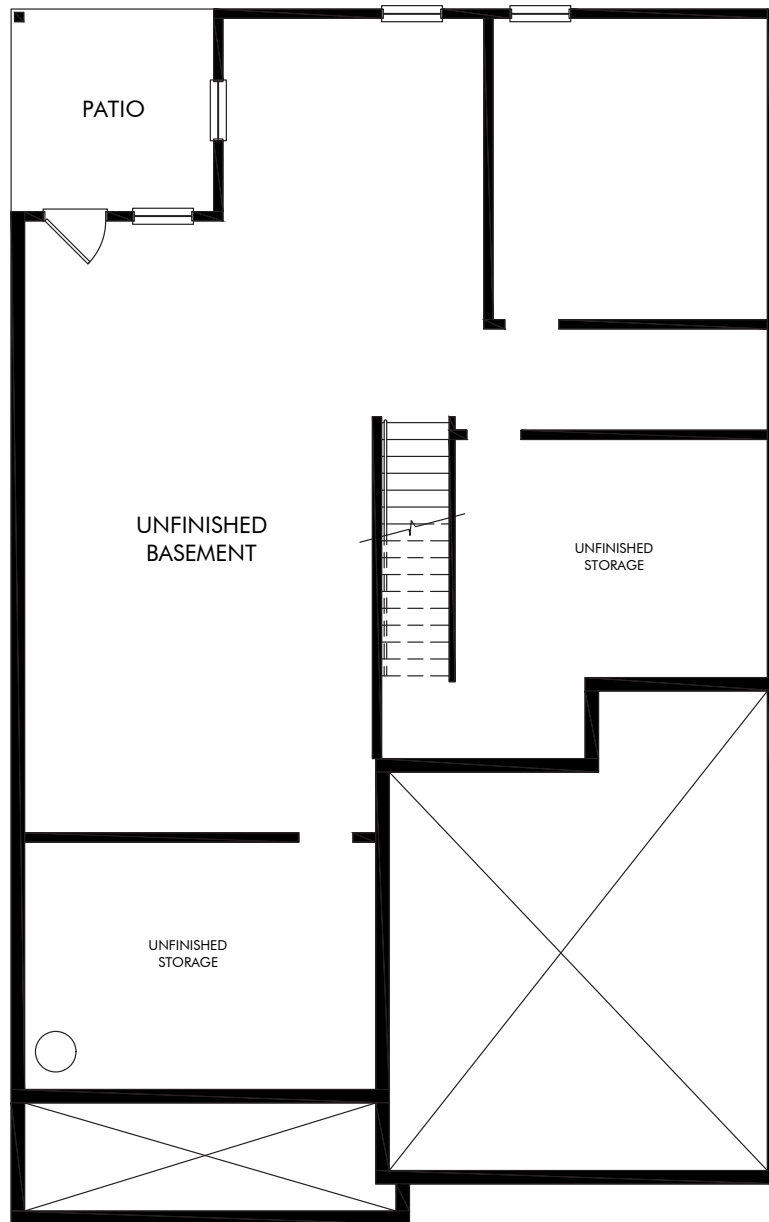 PATIO
UNFINISHED
BASEMENT
UNFINISHED
STORAGE
UNFINISHED
STORAGE